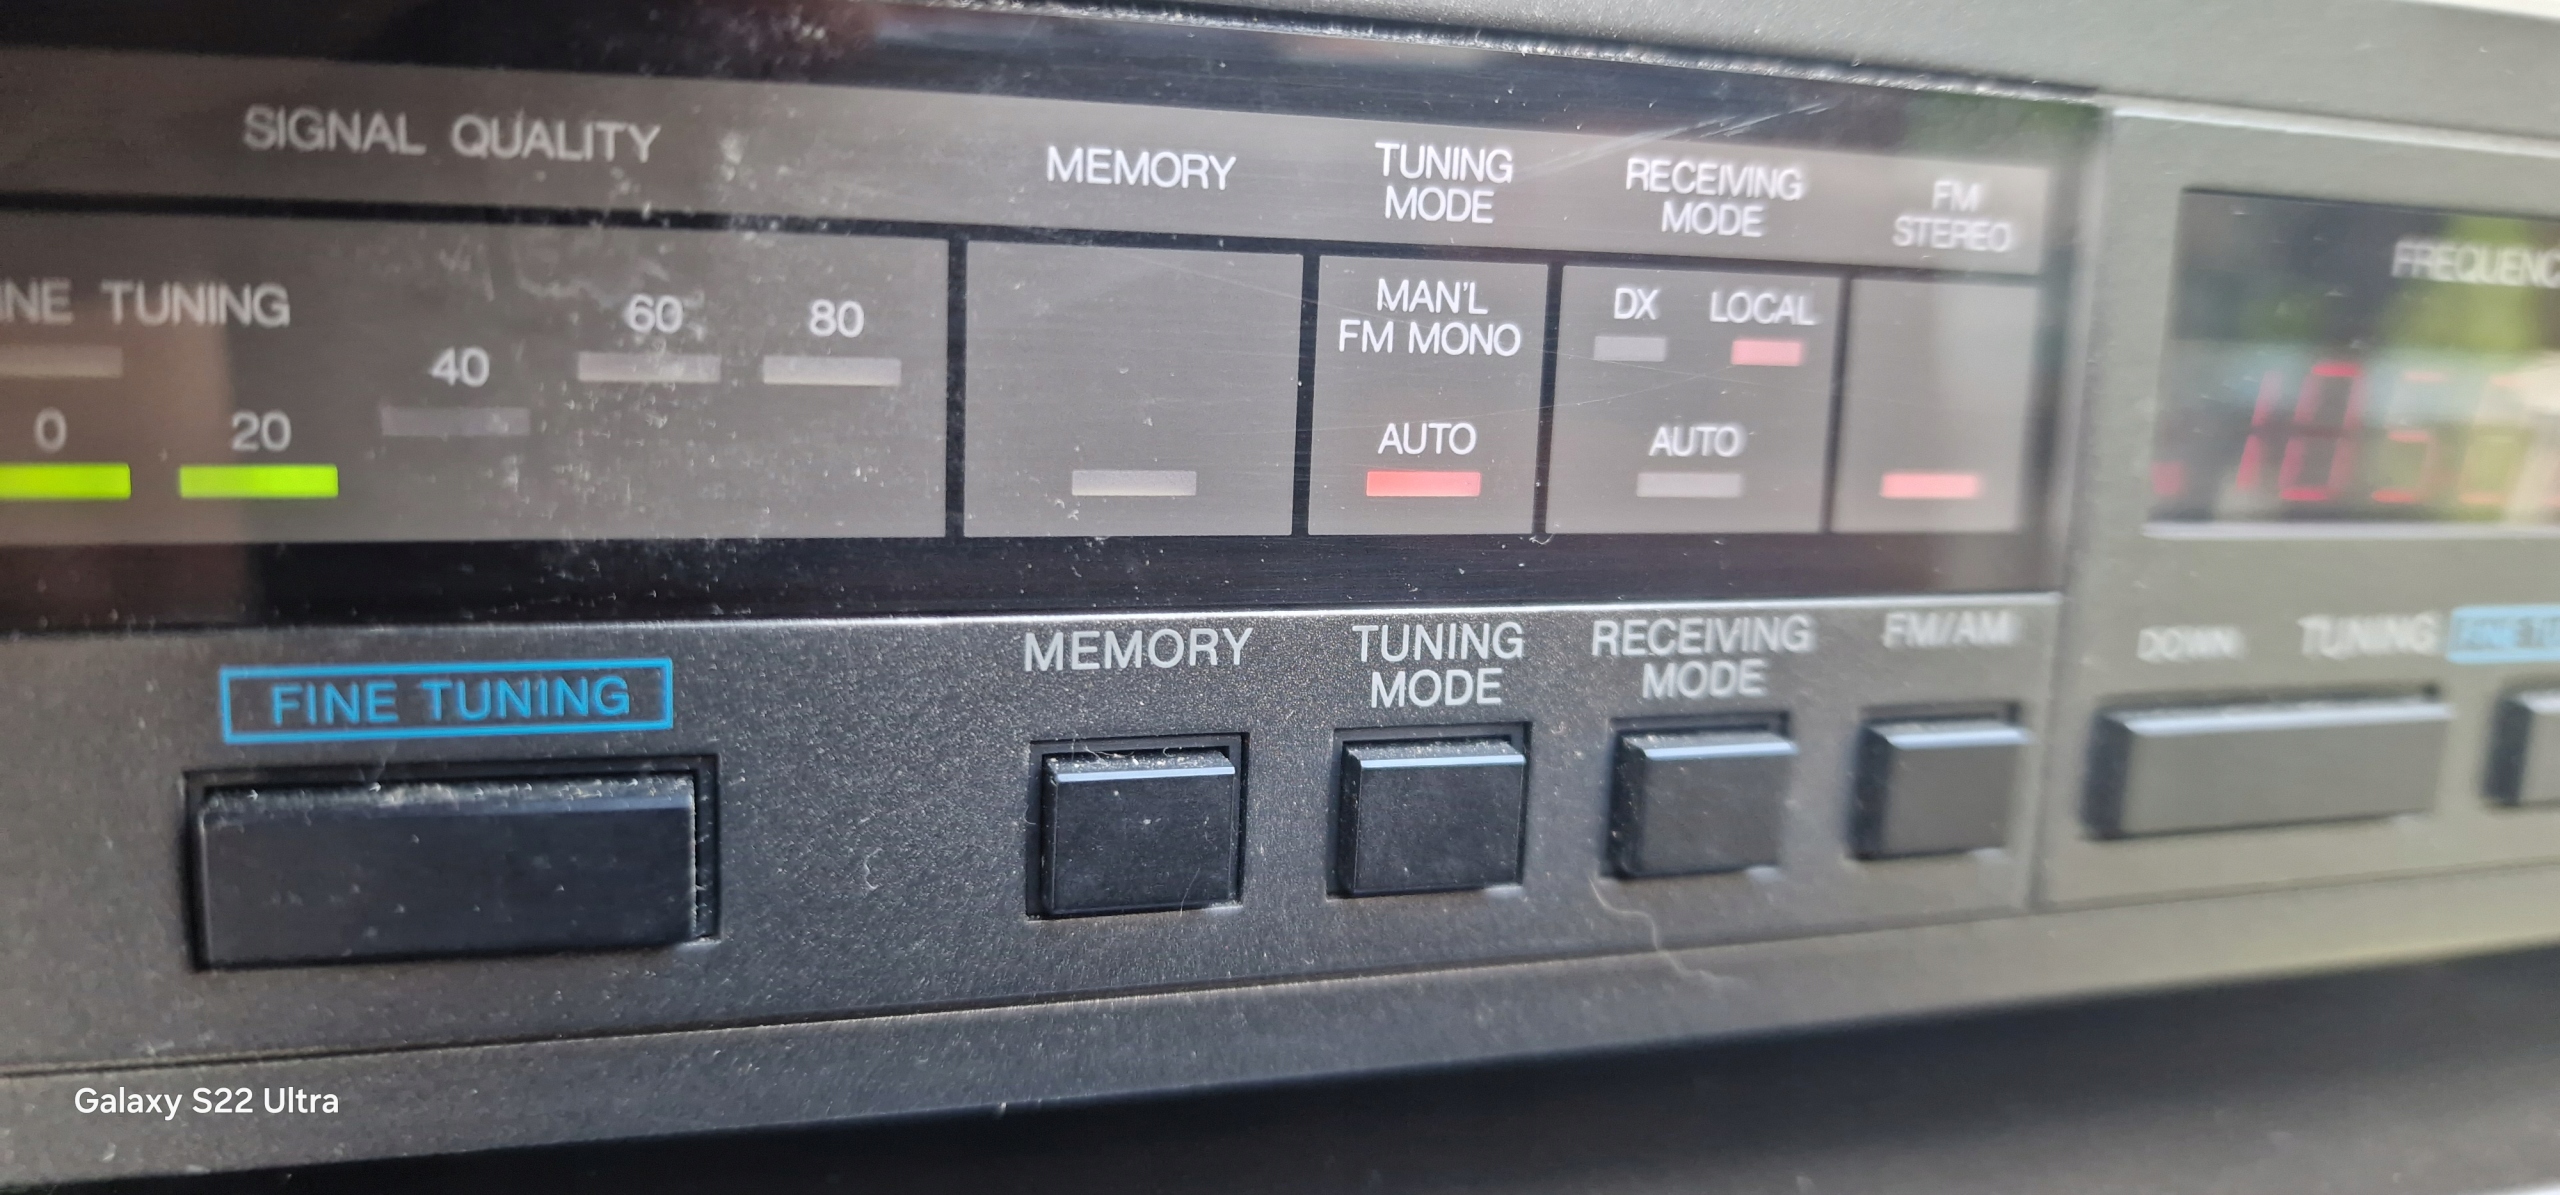 SIGNAL QUALITY
MEMORY
TUNING
MODE
RECEIVING
MODE
FM
STEREO
TUNING
0
20
40
60
80
MAN'L
FM MONO
AUTO
DX
LOCAL
AUTO
FINE TUNING
MEMORY
TUNING
MODE
RECEIVING
MODE
FM/AM
DOWN
TUNING
Galaxy S22 Ultra